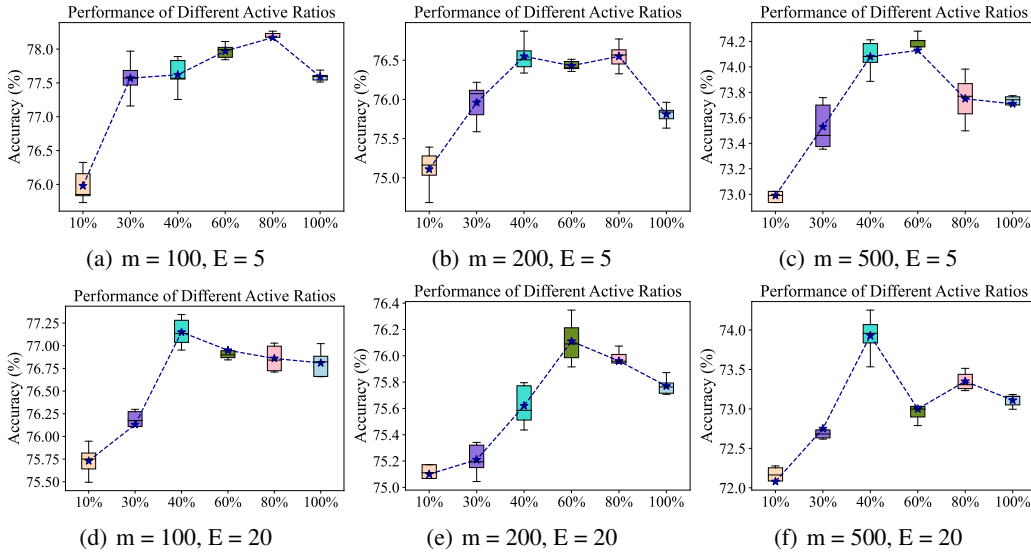 Performance of Different Active Ratios
Accuracy (%)
78.0
77.5
77.0
76.5
76.0
10% 30% 40% 60% 80% 100%
(a) m = 100, E = 5
Performance of Different Active Ratios
Accuracy (%)
76.5
76.0
75.5
75.0
10% 30% 40% 60% 80% 100%
(b) m = 200, E = 5
Performance of Different Active Ratios
Accuracy (%)
74.2
74.0
73.8
73.6
73.4
73.2
73.0
10% 30% 40% 60% 80% 100%
(c) m = 500, E = 5
Performance of Different Active Ratios
Accuracy (%)
77.25
77.00
76.75
76.50
76.25
76.00
75.75
75.50
10% 30% 40% 60% 80% 100%
(d) m = 100, E = 20
Performance of Different Active Ratios
Accuracy (%)
76.4
76.2
76.0
75.8
75.6
75.4
75.2
75.0
10% 30% 40% 60% 80% 100%
(e) m = 200, E = 20
Performance of Different Active Ratios
Accuracy (%)
74.0
73.5
73.0
72.5
72.0
10% 30% 40% 60% 80% 100%
(f) m = 500, E = 20